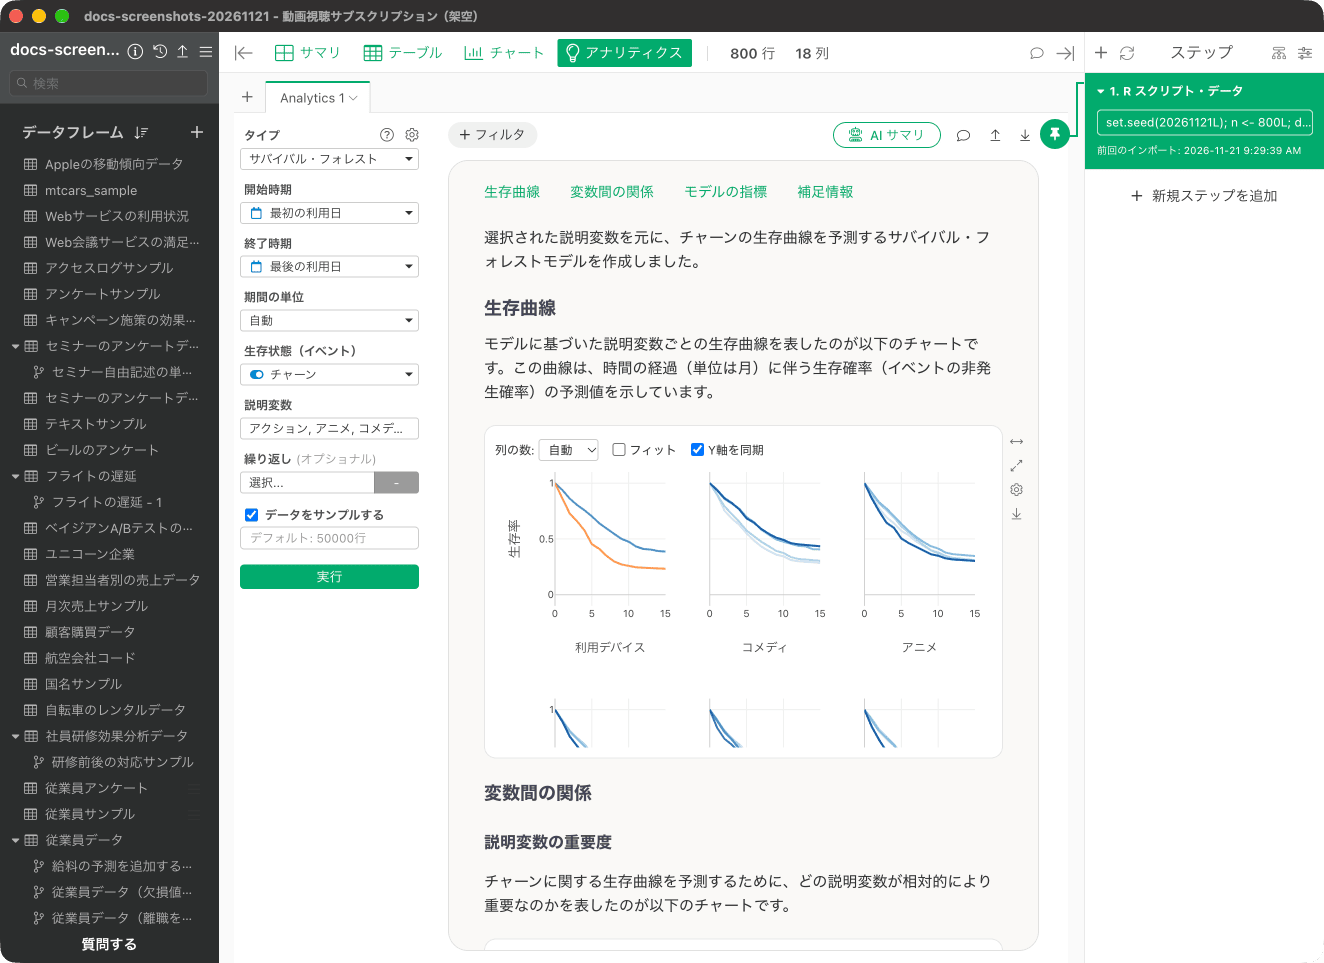 docs-screenshots-20261121 - 動画視聴サブスクリプション（架空）
docs-screen...
検索
データフレーム
Appleの移動傾向データ
mtcars_sample
Webサービスの利用状況
Web会議サービスの満足…
アクセスログサンプル
アンケートサンプル
キャンペーン施策の効果…
セミナーのアンケートデ…
セミナー自由記述の単…
セミナーのアンケートデ…
テキストサンプル
ビールのアンケート
フライトの遅延
フライトの遅延 - 1
ベイジアンA/Bテストの…
ユニコーン企業
営業担当者別の売上データ
月次売上サンプル
顧客購買データ
航空会社コード
国名サンプル
自転車のレンタルデータ
社員研修効果分析データ
研修前後の対応サンプル
従業員アンケート
従業員サンプル
従業員データ
給料の予測を追加する…
従業員データ（欠損値…
従業員データ（離職を…
質問する
サマリ
テーブル
チャート
アナリティクス
800 行
18 列
Analytics 1
タイプ
サバイバル・フォレスト
開始時期
最初の利用日
終了時期
最後の利用日
期間の単位
自動
生存状態（イベント）
チャーン
説明変数
アクション, アニメ, コメデ...
繰り返し (オプショナル)
選択...
-
データをサンプルする
デフォルト: 50000行
実行
+ フィルタ
AI サマリ
生存曲線
変数間の関係
モデルの指標
補足情報
選択された説明変数を元に、チャーンの生存曲線を予測するサバイバル・フ
ォレストモデルを作成しました。
生存曲線
モデルに基づいた説明変数ごとの生存曲線を表したのが以下のチャートで
す。この曲線は、時間の経過（単位は月）に伴う生存確率（イベントの非発
生確率）の予測値を示しています。
列の数: 自動 フィット Y軸を同期
生存率
1
0.5
0
0 5 10 15
0 5 10 15
0 5 10 15
利用デバイス
コメディ
アニメ
1
変数間の関係
説明変数の重要度
チャーンに関する生存曲線を予測するために、どの説明変数が相対的により
重要なのかを表したのが以下のチャートです。
ステップ
1. R スクリプト・データ
set.seed(20261121L); n <- 800L; d...
前回のインポート: 2026-11-21 9:29:39 AM
+ 新規ステップを追加